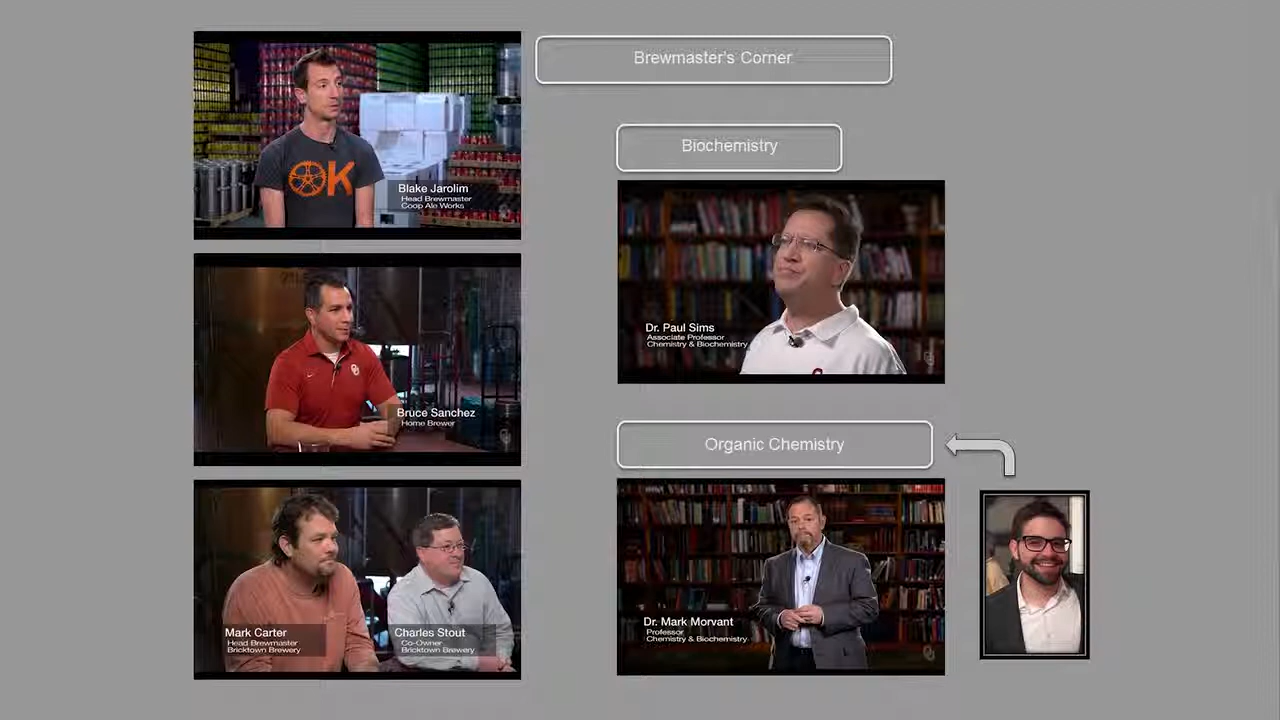 Brewmaster's Corner
OK
Blake Jarolim
Head Brewmaster
Coop Ale Works
Biochemistry
Dr. Paul Sims
Associate Professor
Chemistry & Biochemistry
Bruce Sanchez
Home Brewer
Organic Chemistry
Mark Carter
Head Brewmaster
Bricktown Brewery
Charles Stout
Co-Owner
Bricktown Brewery
Dr. Mark Morvant
Professor
Chemistry & Biochemistry